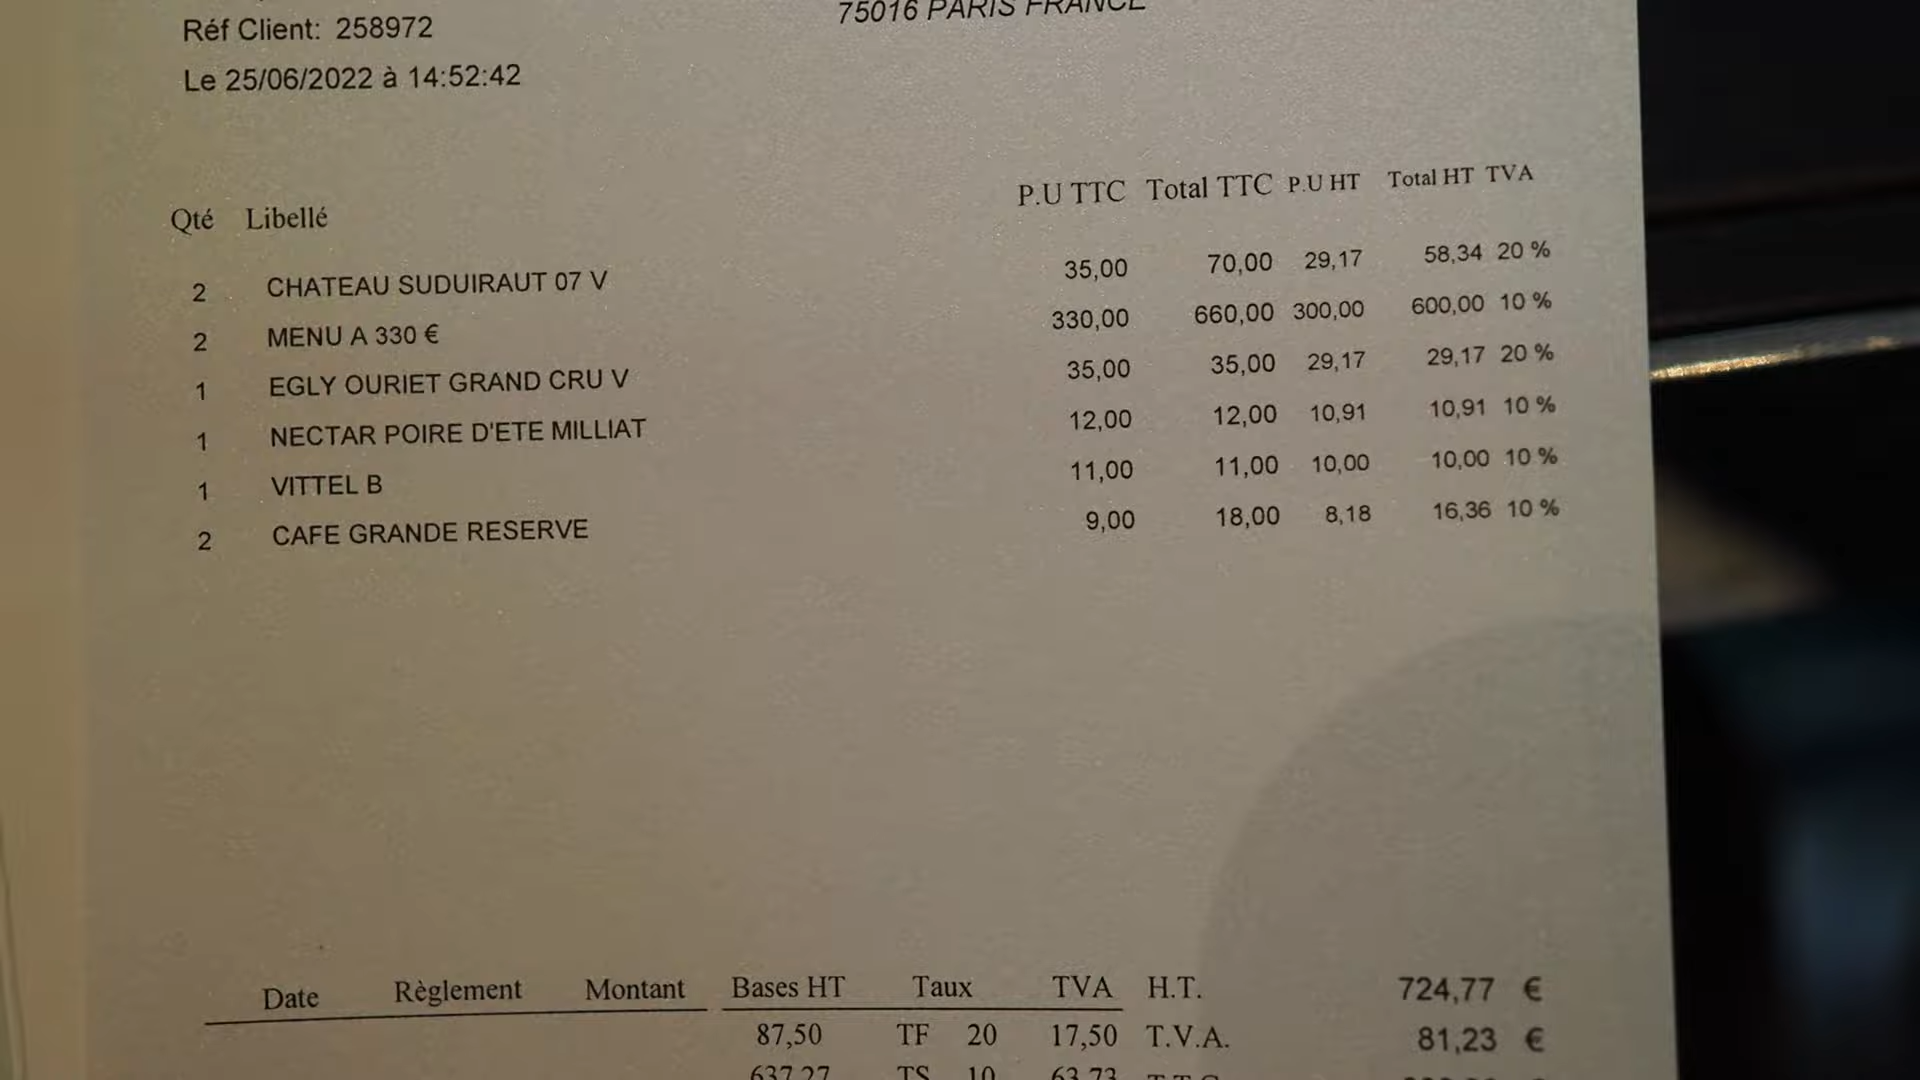 75016 PARIS FRANCE
Réf Client: 258972
Le 25/06/2022 à 14:52:42
Qté Libellé P.U TTC Total TTC P.U HT Total HT TVA
2 CHATEAU SUDUIRAUT 07 V 35,00 70,00 29,17 58,34 20 %
2 MENU A 330 € 330,00 660,00 300,00 600,00 10 %
1 EGLY OURIET GRAND CRU V 35,00 35,00 29,17 29,17 20 %
1 NECTAR POIRE D'ETE MILLIAT 12,00 12,00 10,91 10,91 10 %
1 VITTEL B 11,00 11,00 10,00 10,00 10 %
2 CAFE GRANDE RESERVE 9,00 18,00 8,18 16,36 10 %
Date Règlement Montant Bases HT Taux TVA H.T. 724,77 €
87,50 TF 20 17,50 T.V.A. 81,23 €
637,27 TS 10 63,73